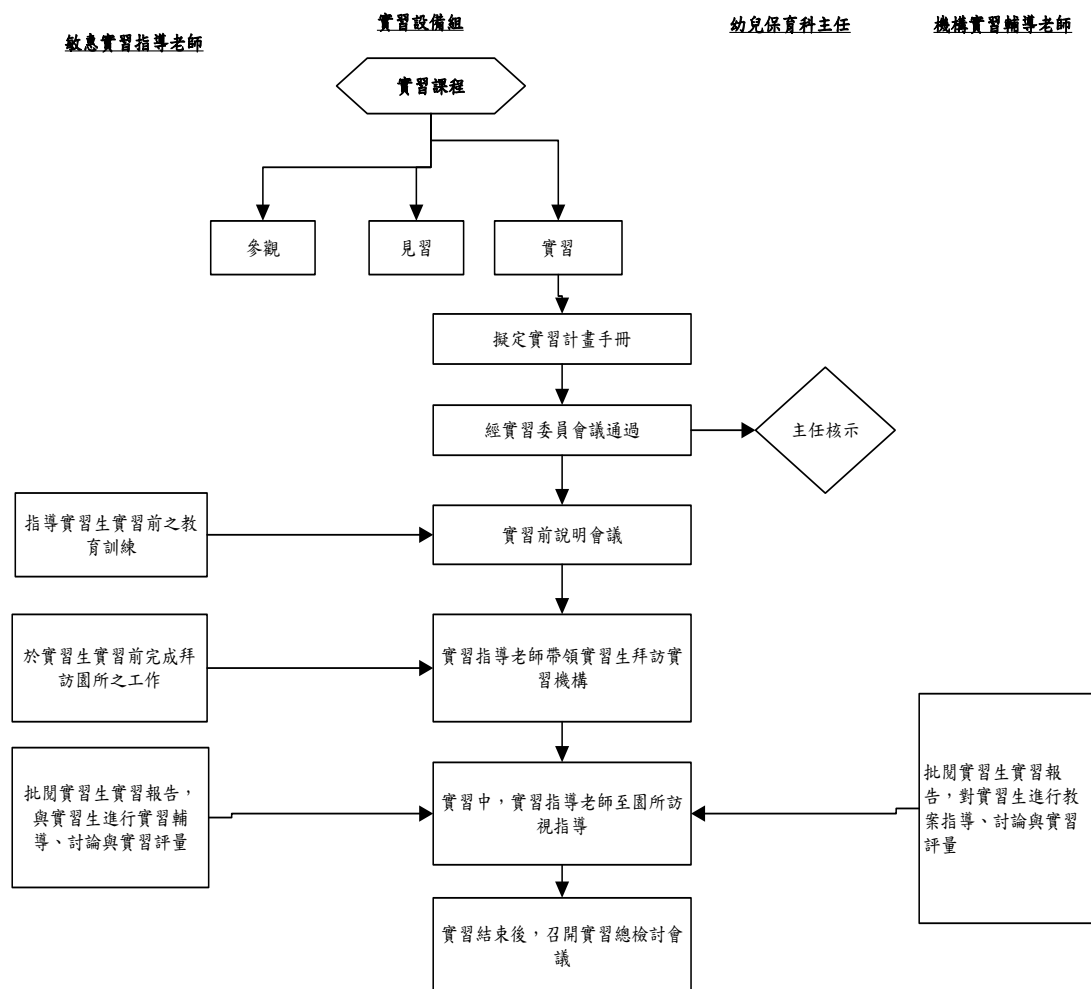 敏惠實習指導老師
實習設備組
幼兒保育科主任
機構實習輔導老師
實習課程
參觀
見習
實習
擬定實習計畫手冊
經實習委員會議通過
主任核示
指導實習生實習前之教
育訓練
實習前說明會議
於實習生實習前完成拜
訪園所之工作
實習指導老師帶領實習生拜訪實
習機構
批閱實習生實習報告，
與實習生進行實習輔
導、討論與實習評量
實習中，實習指導老師至園所訪
視指導
批閱實習生實習報
告，對實習生進行教
案指導、討論與實習
評量
實習結束後，召開實習總檢討會
議